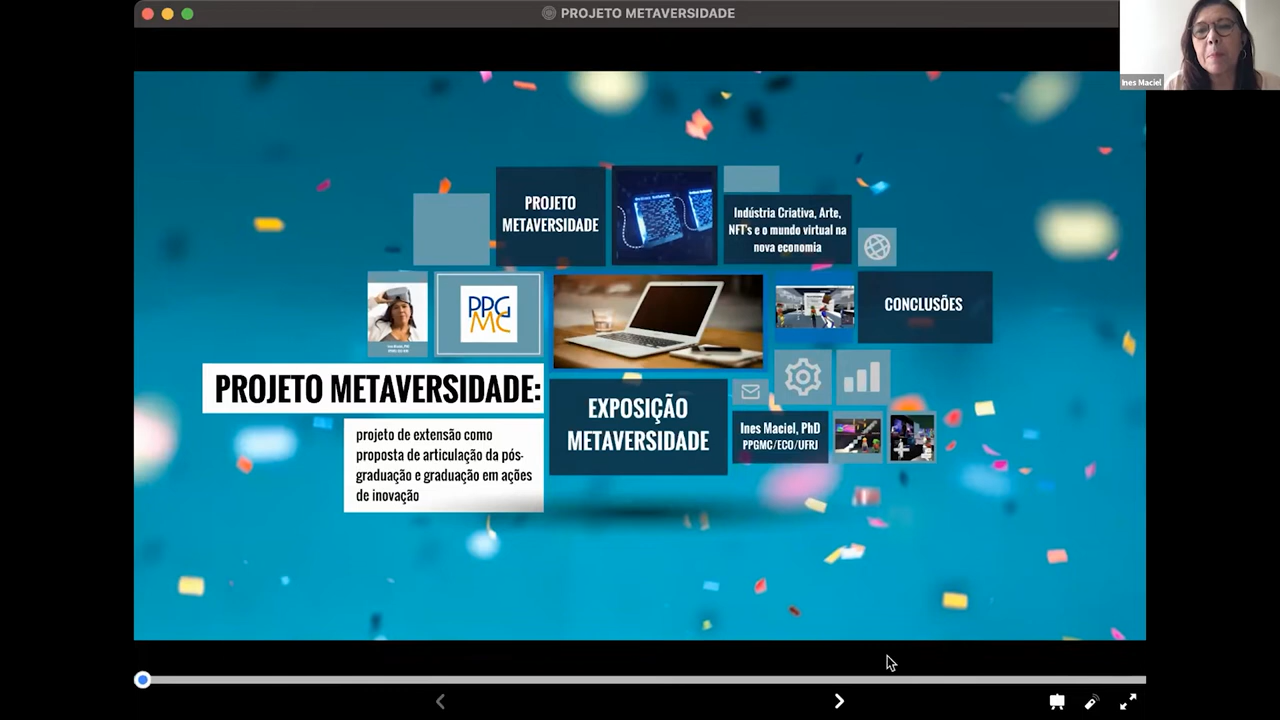 PROJETO METAVERSIDADE
Ines Maciel
PROJETO
METAVERSIDADE
Indústria Criativa, Arte,
NFT's e o mundo virtual na
nova economia
PPG
MC
CONCLUSÕES
PROJETO METAVERSIDADE:
projeto de extensão como
proposta de articulação da pós-
graduação e graduação em ações
de inovação
EXPOSIÇÃO
METAVERSIDADE
Ines Maciel, PhD
PPGMC/ECO/UFRJ